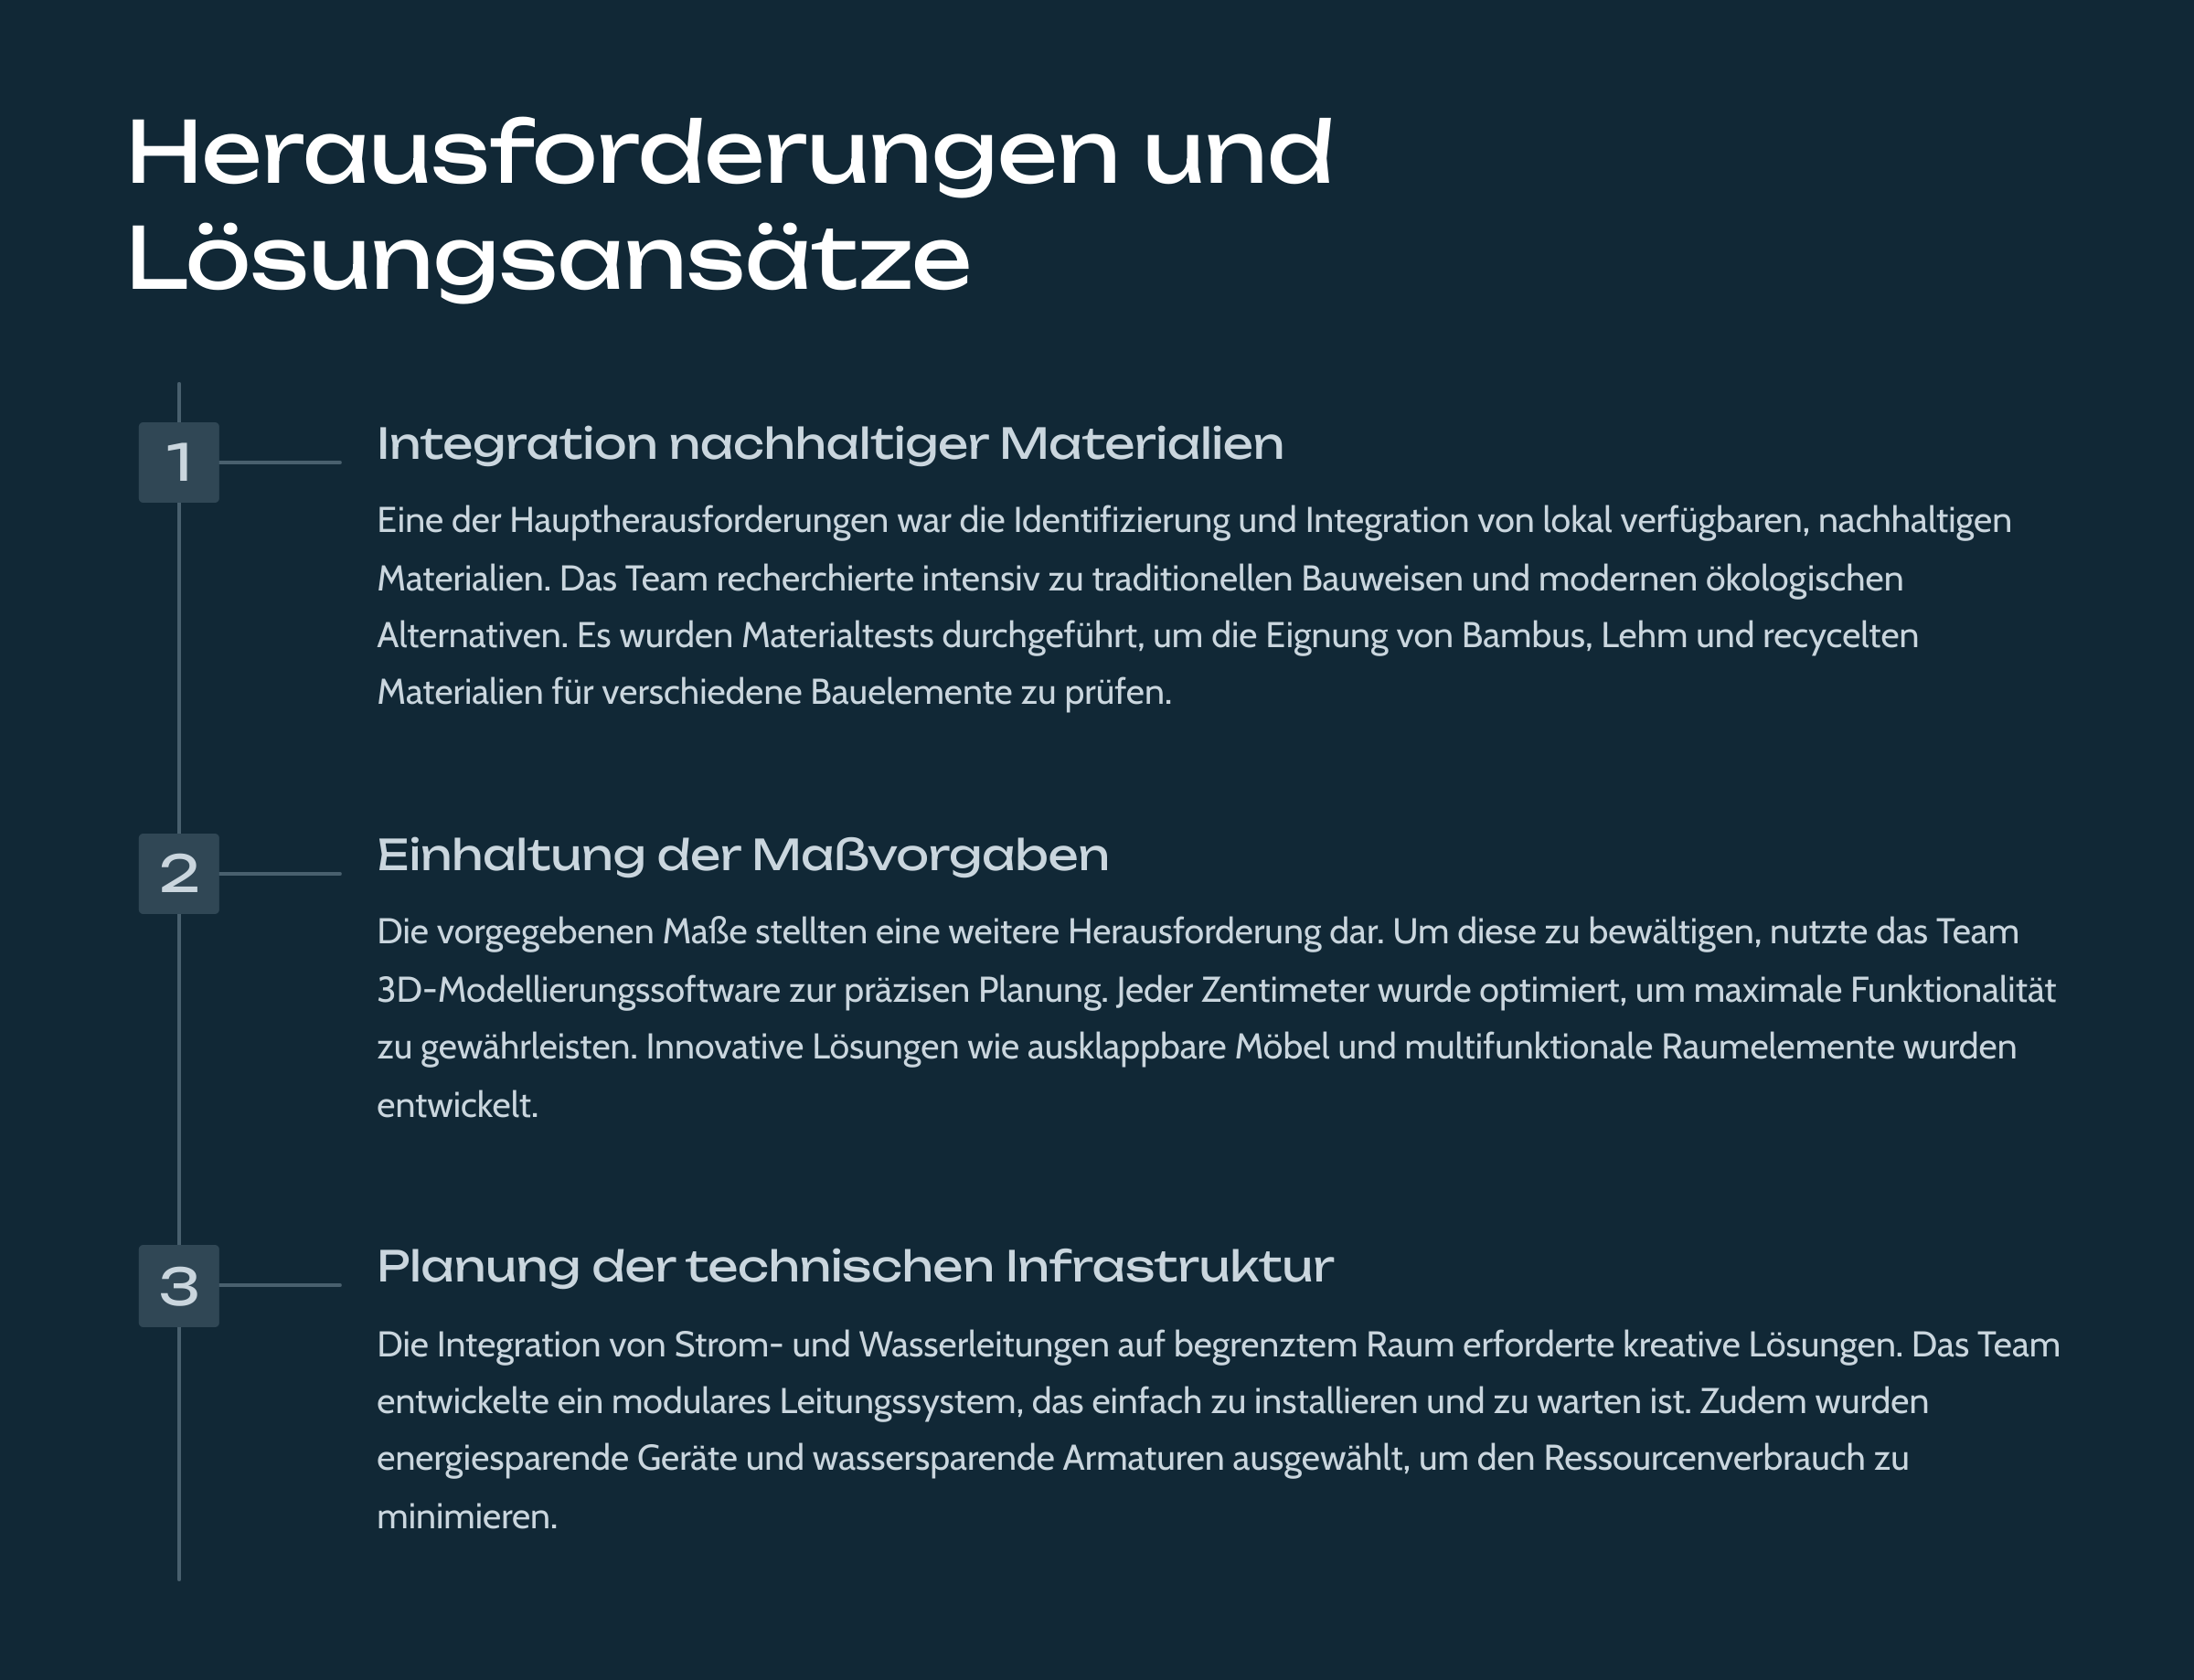 Herausforderungen und
Lösungsansätze
1
Integration nachhaltiger Materialien
Eine der Hauptherausforderungen war die Identifizierung und Integration von lokal verfügbaren, nachhaltigen
Materialien. Das Team recherchierte intensiv zu traditionellen Bauweisen und modernen ökologischen
Alternativen. Es wurden Materialtests durchgeführt, um die Eignung von Bambus, Lehm und recycelten
Materialien für verschiedene Bauelemente zu prüfen.
2
Einhaltung der Maßvorgaben
Die vorgegebenen Maße stellten eine weitere Herausforderung dar. Um diese zu bewältigen, nutzte das Team
3D-Modellierungssoftware zur präzisen Planung. Jeder Zentimeter wurde optimiert, um maximale Funktionalität
zu gewährleisten. Innovative Lösungen wie ausklappbare Möbel und multifunktionale Raumelemente wurden
entwickelt.
3
Planung der technischen Infrastruktur
Die Integration von Strom- und Wasserleitungen auf begrenztem Raum erforderte kreative Lösungen. Das Team
entwickelte ein modulares Leitungssystem, das einfach zu installieren und zu warten ist. Zudem wurden
energiesparende Geräte und wassersparende Armaturen ausgewählt, um den Ressourcenverbrauch zu
minimieren.